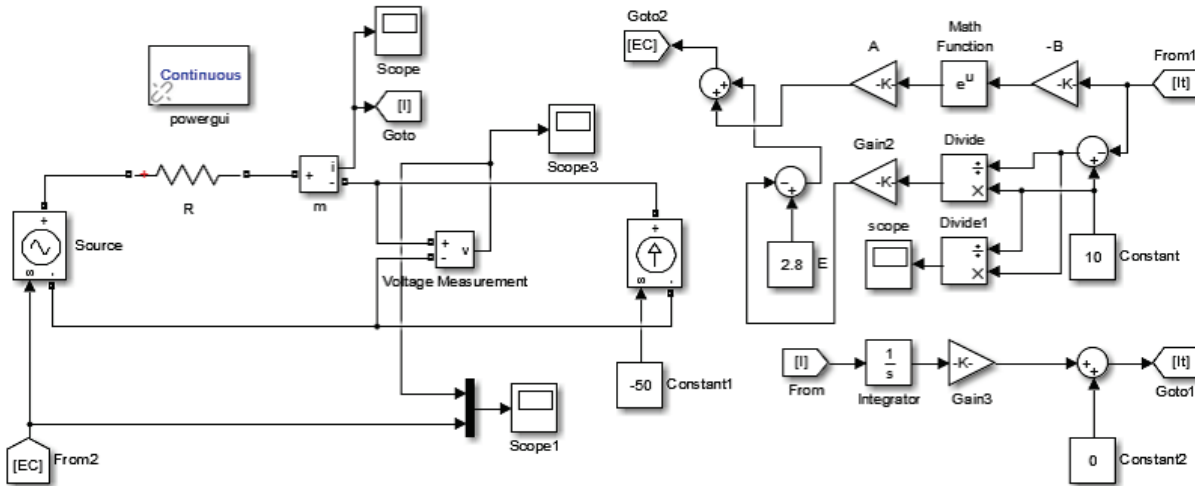 Continuous
powergui
Scope
[I]
Goto
Scope3
R
+
i
-
m
+
s
-
Source
+
-
v
Voltage Measurement
+
s
-
-50
Constant1
Scope1
[EC]
From2
Goto2
[EC]
A
-K-
Math
Function
e^u
-B
-K-
From1
[It]
Gain2
-K-
Divide
÷
×
Divide1
÷
×
scope
2.8
E
10
Constant
[I]
From
1
s
Integrator
-K-
Gain3
[It]
Goto1
0
Constant2